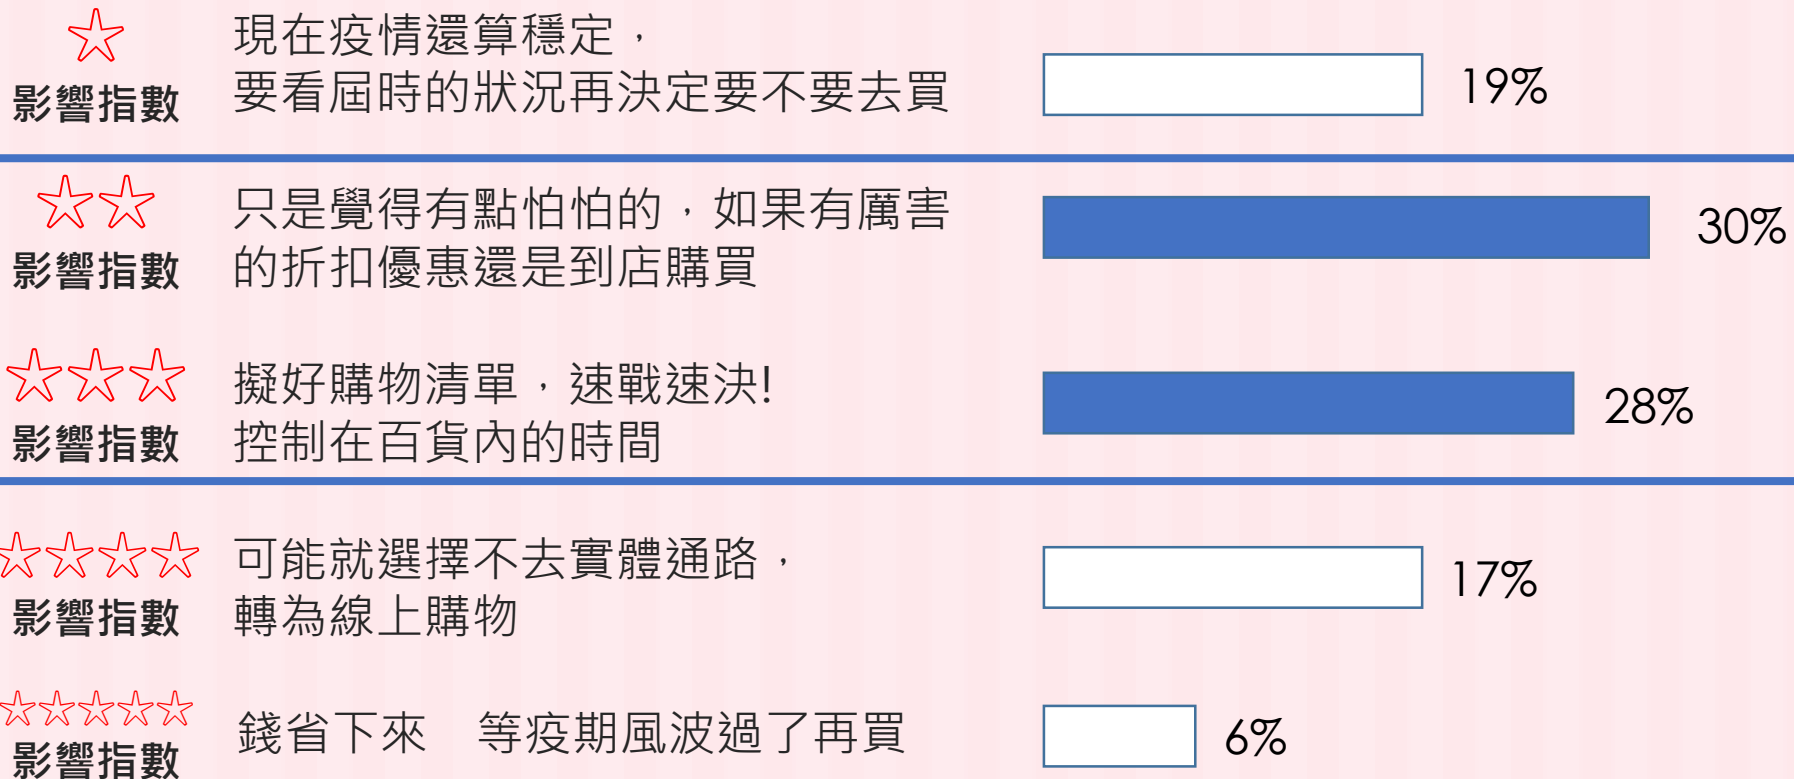 現在疫情還算穩定，
要看屆時的狀況再決定要不要去買
影響指數
19%
只是覺得有點怕怕的，如果有厲害
的折扣優惠還是到店購買
影響指數
30%
擬好購物清單，速戰速決!
控制在百貨內的時間
影響指數
28%
可能就選擇不去實體通路，
轉為線上購物
影響指數
17%
錢省下來　等疫期風波過了再買
影響指數
6%